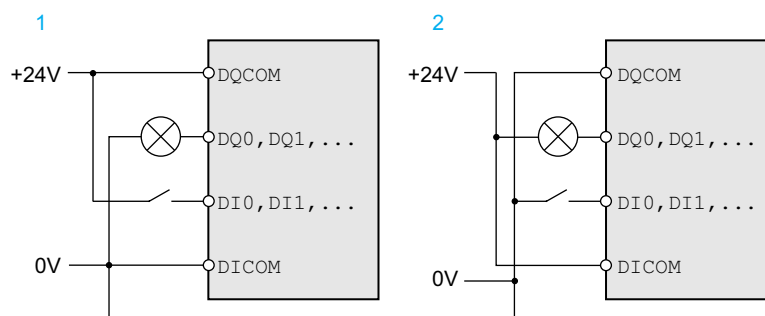 1
+24V
DQCOM
DQ0,DQ1,...
DI0,DI1,...
0V
DICOM
2
+24V
DQCOM
DQ0,DQ1,...
DI0,DI1,...
0V
DICOM